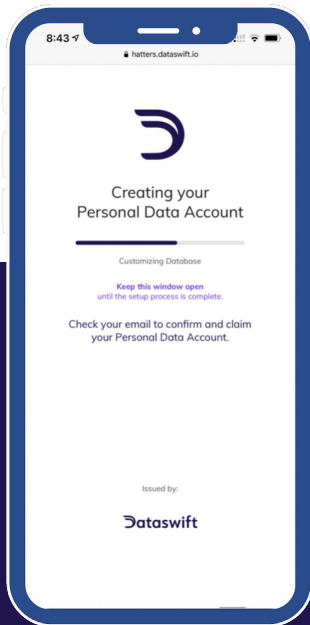 8:43
hatters.dataswift.io
Creating your
Personal Data Account
Customizing Database
Keep this window open
until the setup process is complete.
Check your email to confirm and claim
your Personal Data Account.
Issued by:
Dataswift